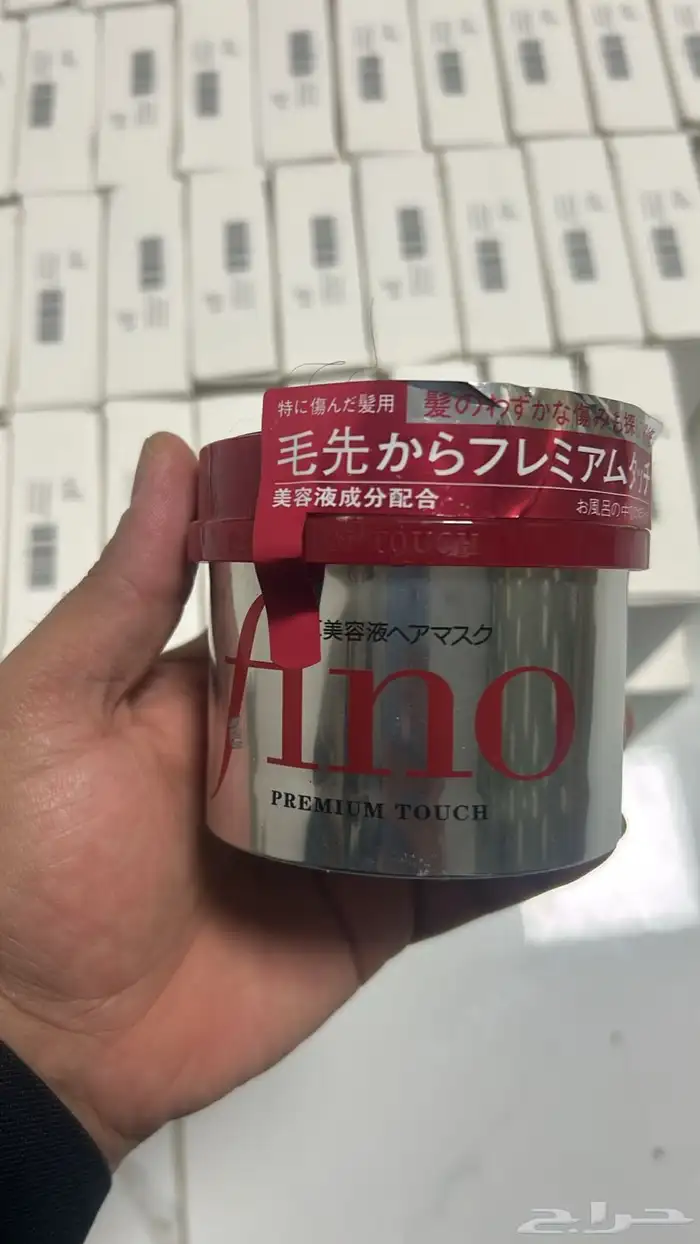 特に傷んだ髪用
髪のわずかな傷みも
毛先からフレミアムタッチ
美容液成分配合
お風呂の中
TOUCH
美容液ヘアマスク
fino
PREMIUM TOUCH
حراج